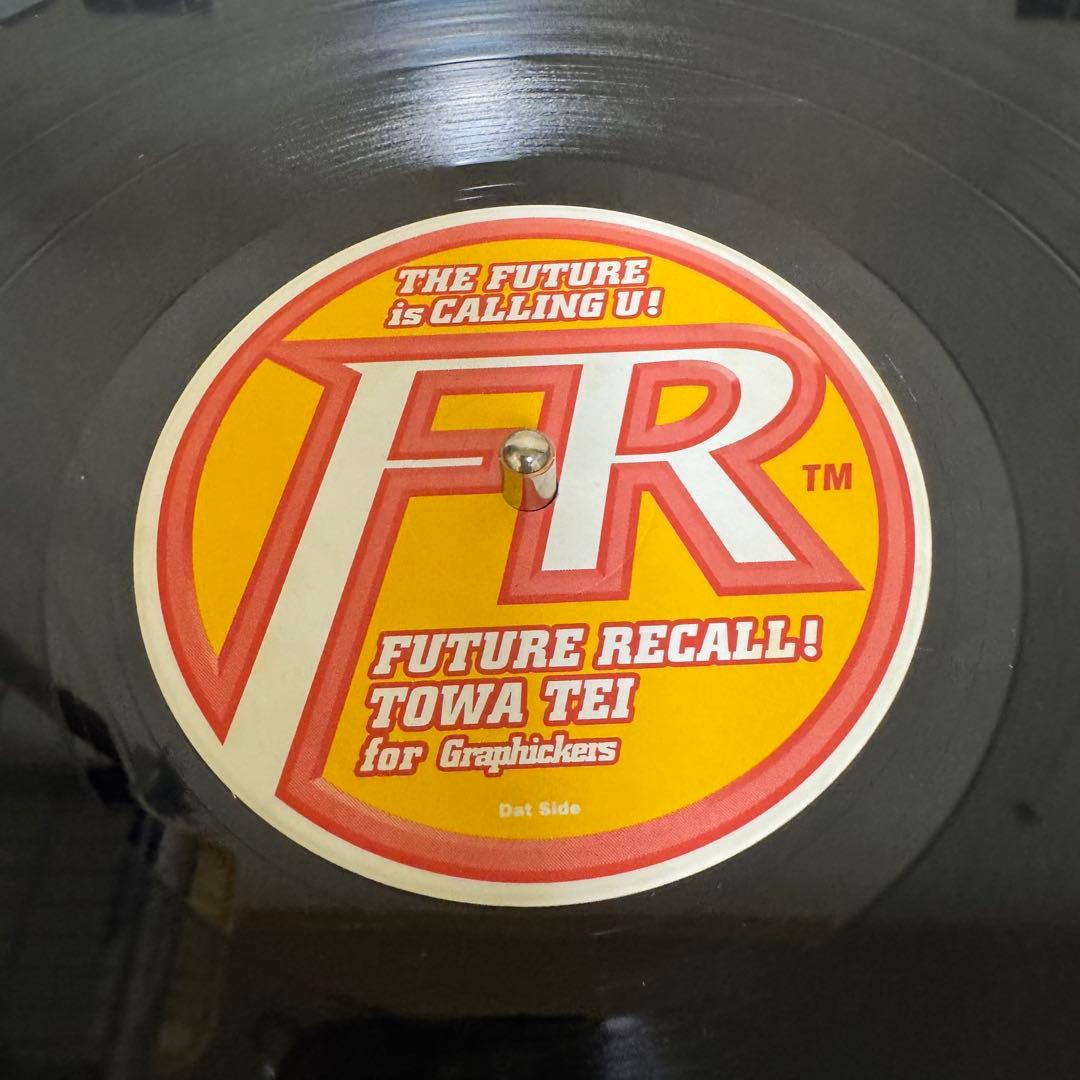 THE FUTURE
is CALLING U!
FR
TM
FUTURE RECALL!
TOWA TEI
for Graphickers
Dat Side